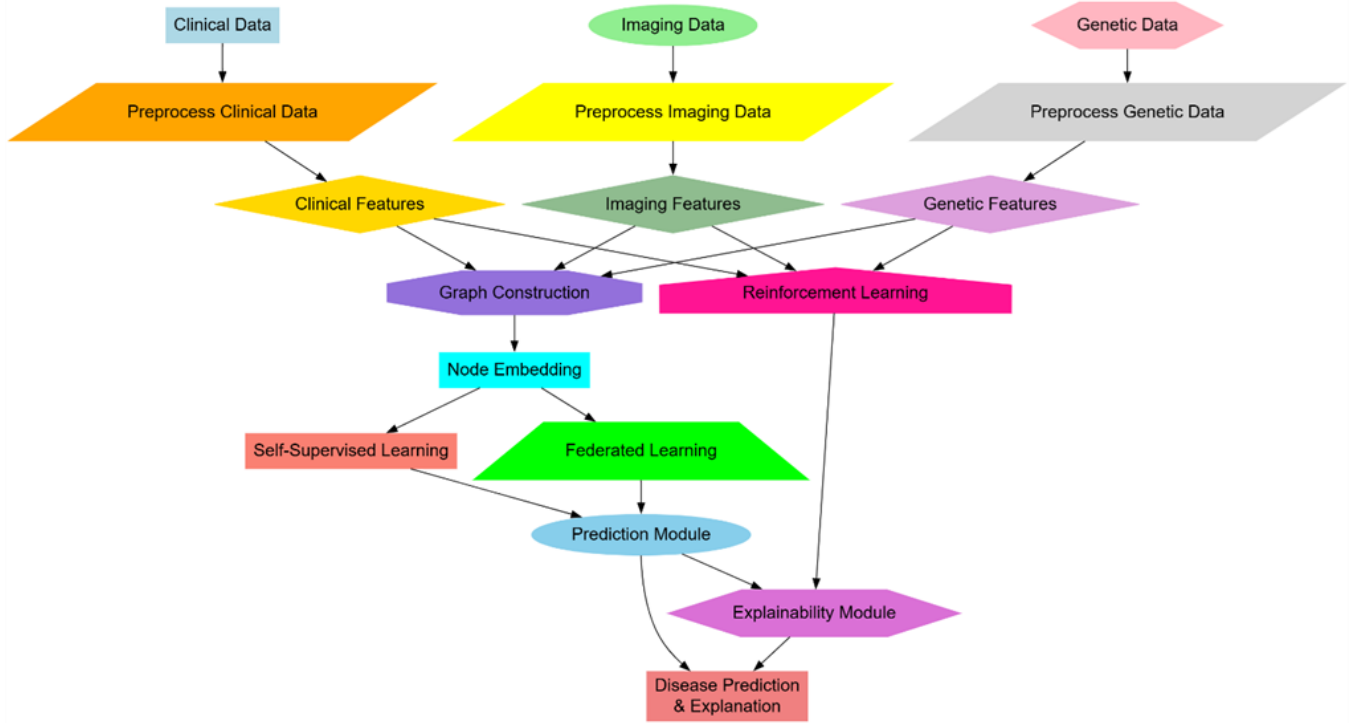 Clinical Data
Imaging Data
Genetic Data
Preprocess Clinical Data
Preprocess Imaging Data
Preprocess Genetic Data
Clinical Features
Imaging Features
Genetic Features
Graph Construction
Reinforcement Learning
Node Embedding
Self-Supervised Learning
Federated Learning
Prediction Module
Explainability Module
Disease Prediction
& Explanation